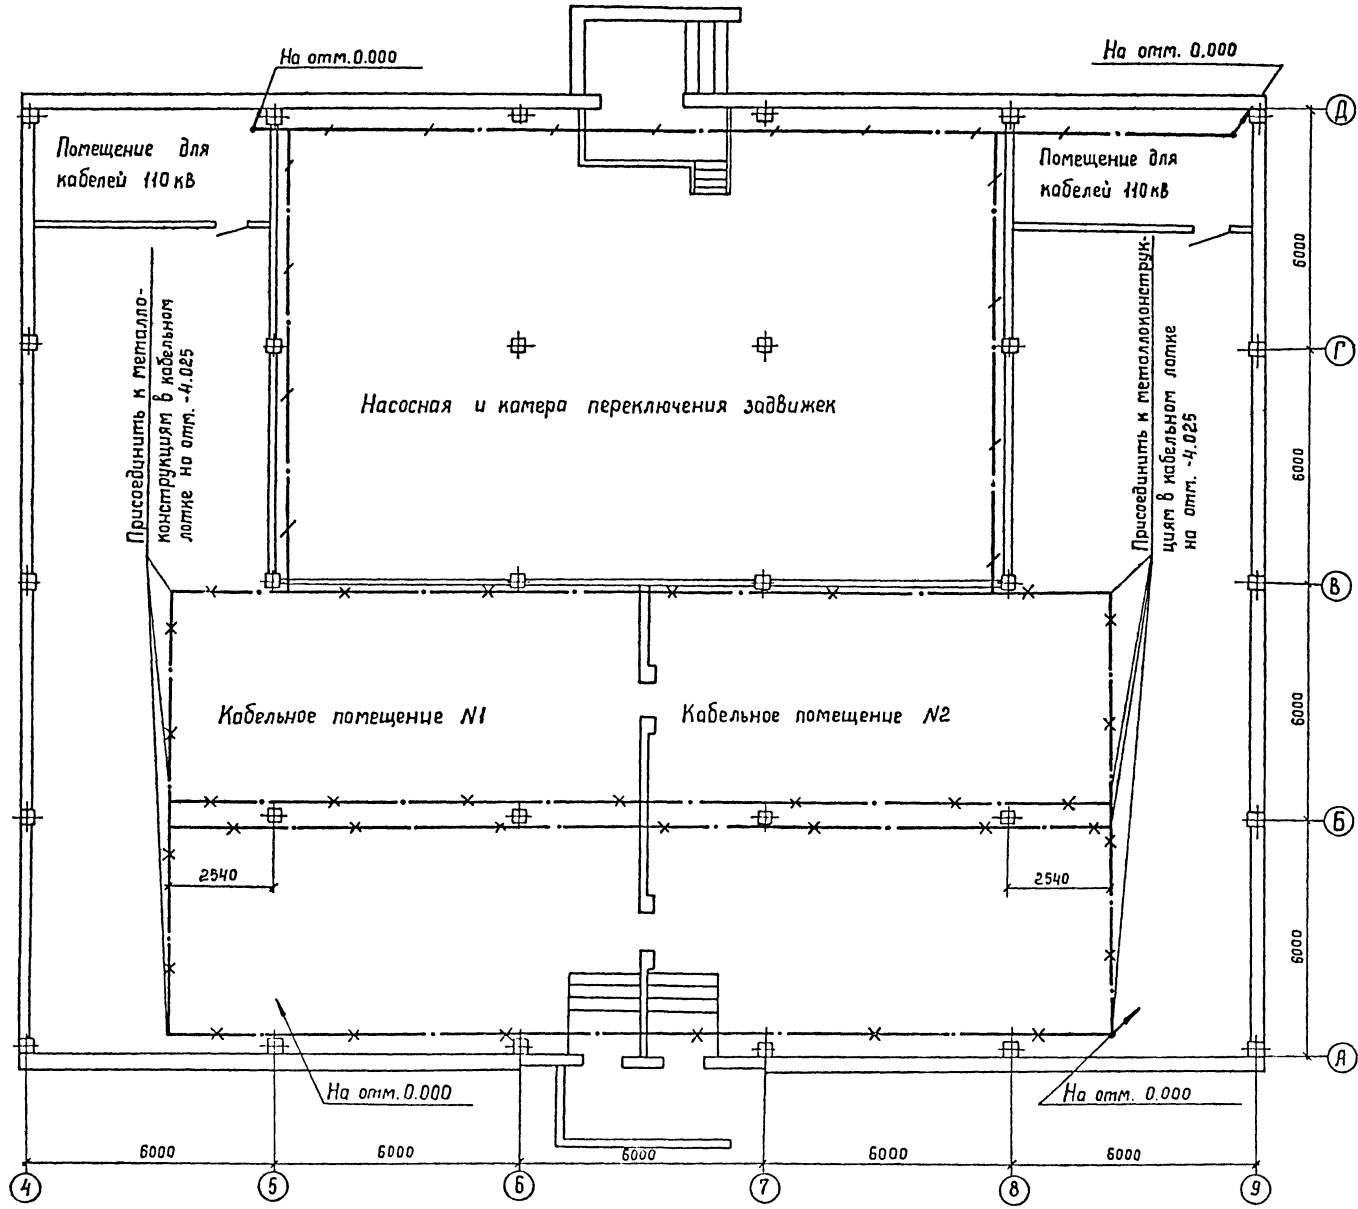 На отм. 0.000
На отм. 0.000
Д
Помещение для
кабелей 110 кв
Помещение для
кабелей 110 кв
6000
Присоединить к металло-
конструкциям в кабельном
лотке на отм. -4.025
Присоединить к металлоконструк-
циям в кабельном лотке
на отм. -4.025
Г
Насосная и камера переключения задвижек
6000
В
Кабельное помещение N1
Кабельное помещение N2
6000
Б
2540
2540
6000
А
На отм. 0.000
На отм. 0.000
6000
6000
6000
6000
6000
4
5
6
7
8
9